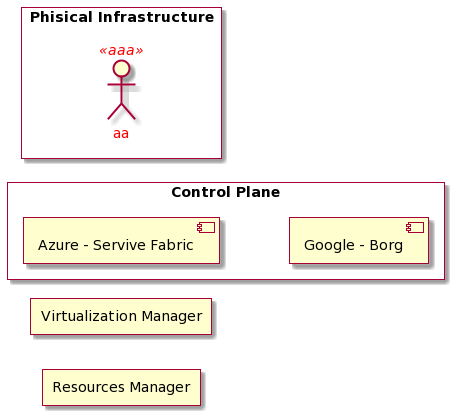 Phisical Infrastructure
«aaa»
aa
Control Plane
Azure - Servive Fabric
Google - Borg
Virtualization Manager
Resources Manager